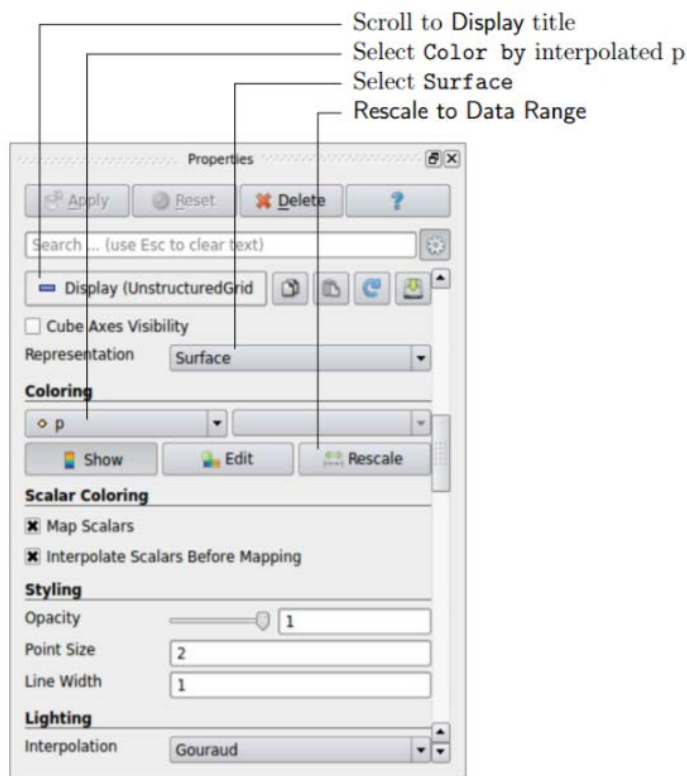 Scroll to Display title
Select Color by interpolated p
Select Surface
Rescale to Data Range
Properties
Apply Reset Delete ?
Search ... (use Esc to clear text)
Display (UnstructuredGrid
Cube Axes Visibility
Representation Surface
Coloring
p
Show Edit Rescale
Scalar Coloring
Map Scalars
Interpolate Scalars Before Mapping
Styling
Opacity 1
Point Size 2
Line Width 1
Lighting
Interpolation Gouraud